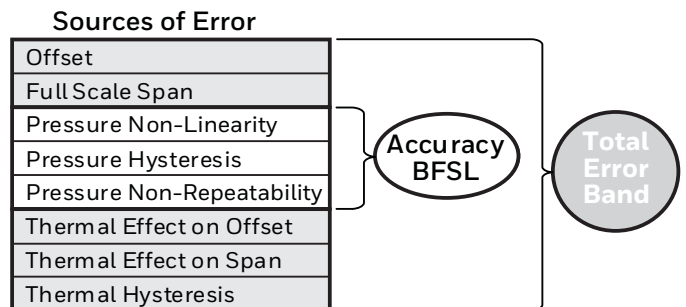 Sources of Error
Offset
Full Scale Span
Pressure Non-Linearity
Pressure Hysteresis
Pressure Non-Repeatability
Thermal Effect on Offset
Thermal Effect on Span
Thermal Hysteresis
Accuracy
BFSL
Total
Error
Band